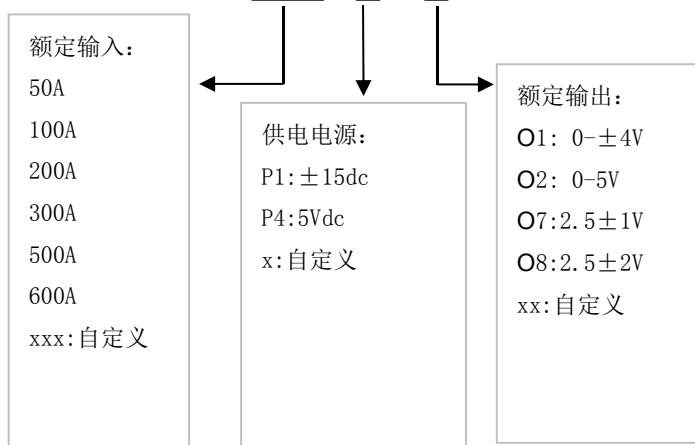 额定输入：
50A
100A
200A
300A
500A
600A
xxx:自定义
供电电源：
P1:±15dc
P4:5Vdc
x:自定义
额定输出：
O1: 0-±4V
O2: 0-5V
O7:2.5±1V
O8:2.5±2V
xx:自定义